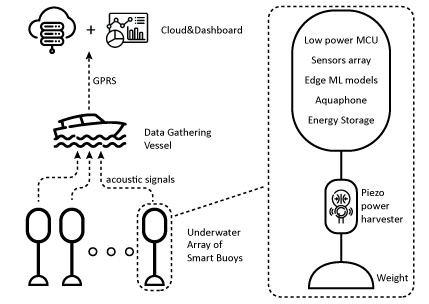 Cloud&Dashboard
GPRS
Data Gathering
Vessel
acoustic signals
Underwater
Array of
Smart Buoys
Low power MCU
Sensors array
Edge ML models
Aquaphone
Energy Storage
Piezo
power
harvester
Weight